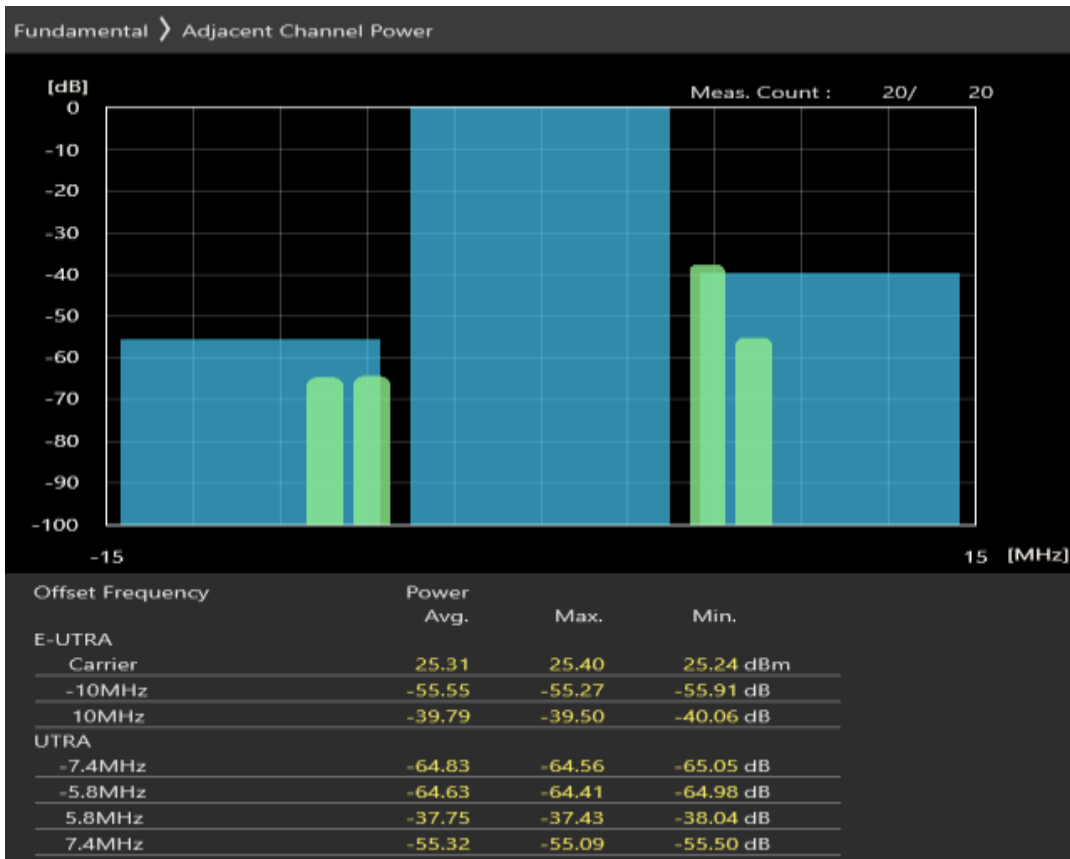 Fundamental 〉 Adjacent Channel Power
[dB]
Meas. Count : 20/ 20
0
-10
-20
-30
-40
-50
-60
-70
-80
-90
-100
-15 15 [MHz]
Offset Frequency Power
Avg. Max. Min.
E-UTRA
Carrier 25.31 25.40 25.24 dBm
-10MHz -55.55 -55.27 -55.91 dB
10MHz -39.79 -39.50 -40.06 dB
UTRA
-7.4MHz -64.83 -64.56 -65.05 dB
-5.8MHz -64.63 -64.41 -64.98 dB
5.8MHz -37.75 -37.43 -38.04 dB
7.4MHz -55.32 -55.09 -55.50 dB